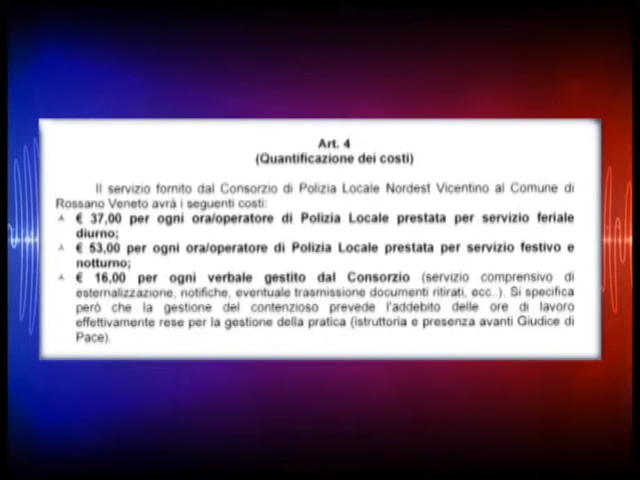 Art. 4
(Quantificazione dei costi)
Il servizio fornito dal Consorzio di Polizia Locale Nordest Vicentino al Comune di
Rossano Veneto avrà i seguenti costi:
€ 37,00 per ogni ora/operatore di Polizia Locale prestata per servizio feriale
diurno;
€ 53,00 per ogni ora/operatore di Polizia Locale prestata per servizio festivo e
notturno;
€ 16,00 per ogni verbale gestito dal Consorzio (servizio comprensivo di
esternalizzazione, notifiche, eventuale trasmissione documenti ritirati, ecc..). Si specifica
però che la gestione del contenzioso prevede l'addebito delle ore di lavoro
effettivamente rese per la gestione della pratica (istruttoria e presenza avanti Giudice di
Pace).